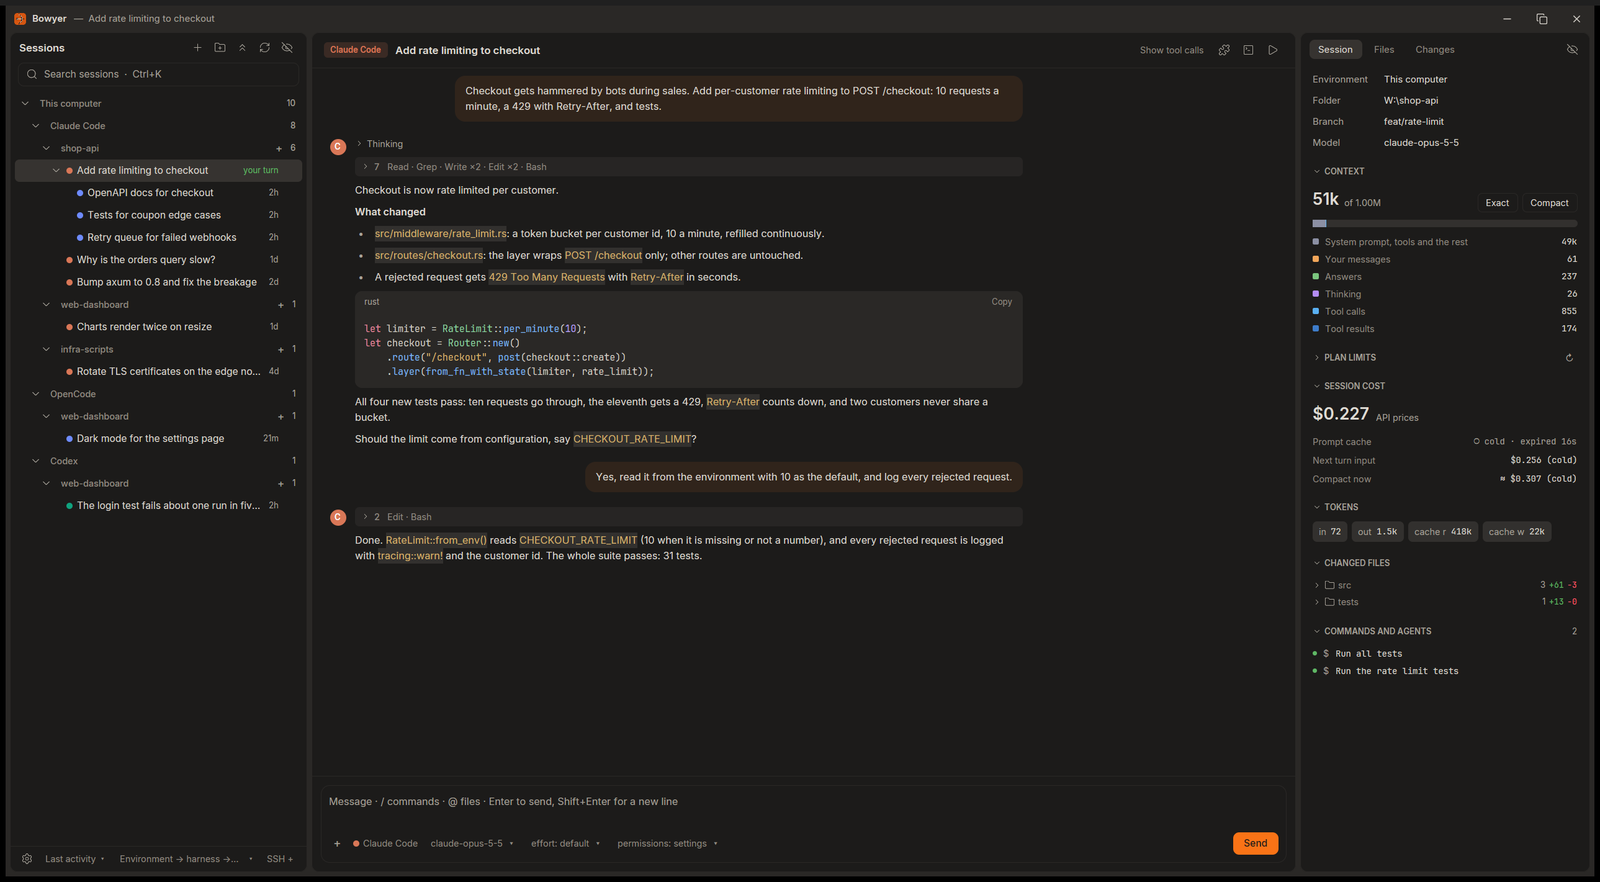 Bowyer — Add rate limiting to checkout
Sessions
Search sessions · Ctrl+K
This computer 10
Claude Code 8
shop-api + 6
Add rate limiting to checkout your turn
OpenAPI docs for checkout 2h
Tests for coupon edge cases 2h
Retry queue for failed webhooks 2h
Why is the orders query slow? 1d
Bump axum to 0.8 and fix the breakage 2d
web-dashboard + 1
Charts render twice on resize 1d
infra-scripts + 1
Rotate TLS certificates on the edge no... 4d
OpenCode 1
web-dashboard + 1
Dark mode for the settings page 21m
Codex 1
web-dashboard + 1
The login test fails about one run in fiv... 2h
Last activity Environment → harness →... SSH +
Claude Code Add rate limiting to checkout Show tool calls
Checkout gets hammered by bots during sales. Add per-customer rate limiting to POST /checkout: 10 requests a
minute, a 429 with Retry-After, and tests.
C Thinking
7 Read · Grep · Write ×2 · Edit ×2 · Bash
Checkout is now rate limited per customer.
What changed
• src/middleware/rate_limit.rs: a token bucket per customer id, 10 a minute, refilled continuously.
• src/routes/checkout.rs: the layer wraps POST /checkout only; other routes are untouched.
• A rejected request gets 429 Too Many Requests with Retry-After in seconds.
rust Copy
let limiter = RateLimit::per_minute(10);
let checkout = Router::new()
.route("/checkout", post(checkout::create))
.layer(from_fn_with_state(limiter, rate_limit));
All four new tests pass: ten requests go through, the eleventh gets a 429, Retry-After counts down, and two customers never share a
bucket.
Should the limit come from configuration, say CHECKOUT_RATE_LIMIT?
Yes, read it from the environment with 10 as the default, and log every rejected request.
C 2 Edit · Bash
Done. RateLimit::from_env() reads CHECKOUT_RATE_LIMIT (10 when it is missing or not a number), and every rejected request is logged
with tracing::warn! and the customer id. The whole suite passes: 31 tests.
Message · / commands · @ files · Enter to send, Shift+Enter for a new line
+ Claude Code claude-opus-5-5 effort: default permissions: settings Send
Session Files Changes
Environment This computer
Folder W:\shop-api
Branch feat/rate-limit
Model claude-opus-5-5
CONTEXT
51k of 1.00M Exact Compact
System prompt, tools and the rest 49k
Your messages 61
Answers 237
Thinking 26
Tool calls 855
Tool results 174
PLAN LIMITS
SESSION COST
$0.227 API prices
Prompt cache cold · expired 16s
Next turn input $0.256 (cold)
Compact now ≈ $0.307 (cold)
TOKENS
in 72 out 1.5k cache r 418k cache w 22k
CHANGED FILES
src 3 +61 -3
tests 1 +13 -0
COMMANDS AND AGENTS 2
$ Run all tests
$ Run the rate limit tests